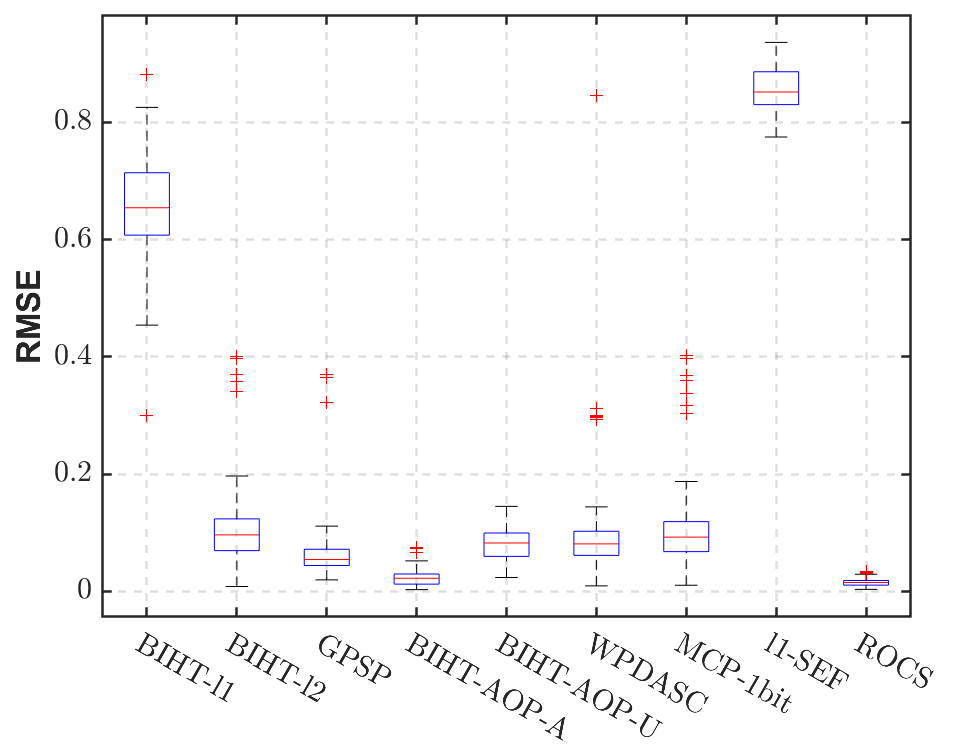 RMSE
0.8
0.6
0.4
0.2
0
BIHT-l1
BIHT-l2
GPSP
BIHT-AOP-A
BIHT-AOP-U
WPDASC
MCP-1bit
l1-SEF
ROCS